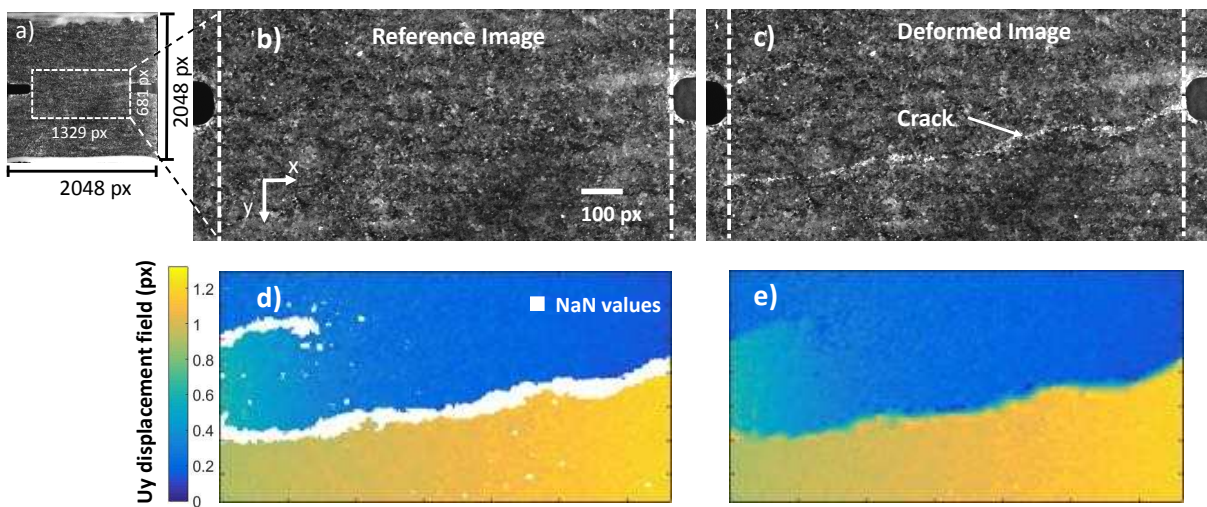 a)
681 px
1329 px
2048 px
2048 px
b)
Reference Image
x
y
100 px
c)
Deformed Image
Crack
Uy displacement field (px)
1.2
1
0.8
0.6
0.4
0.2
0
d)
NaN values
e)